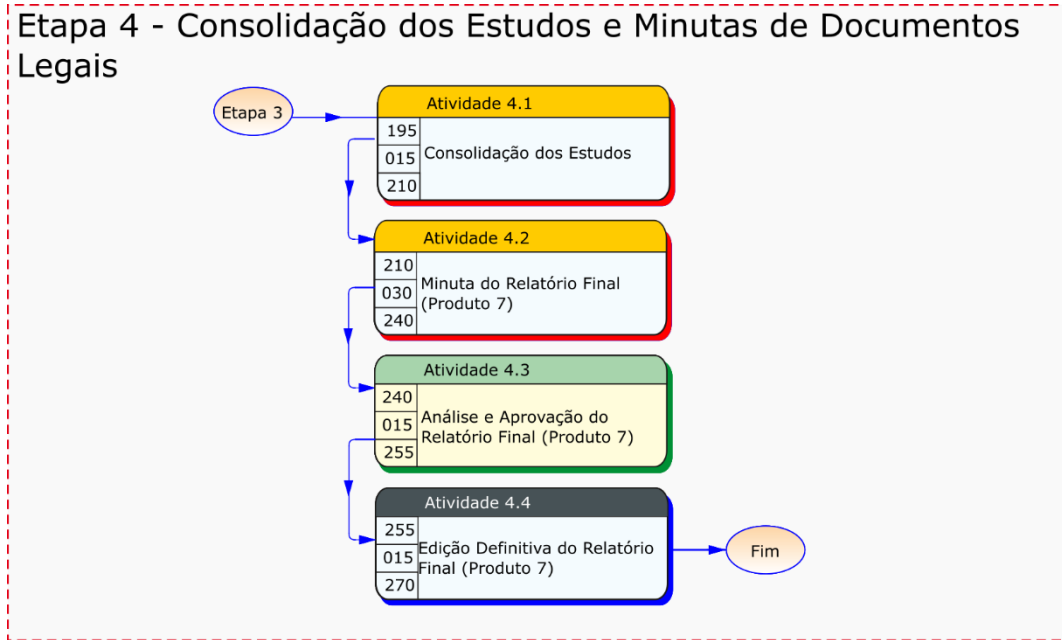 Etapa 4 - Consolidação dos Estudos e Minutas de Documentos
Legais
Etapa 3
Atividade 4.1
195
015
210
Consolidação dos Estudos
Atividade 4.2
210
030
240
Minuta do Relatório Final
(Produto 7)
Atividade 4.3
240
015
255
Análise e Aprovação do
Relatório Final (Produto 7)
Atividade 4.4
255
015
270
Edição Definitiva do Relatório
Final (Produto 7)
Fim